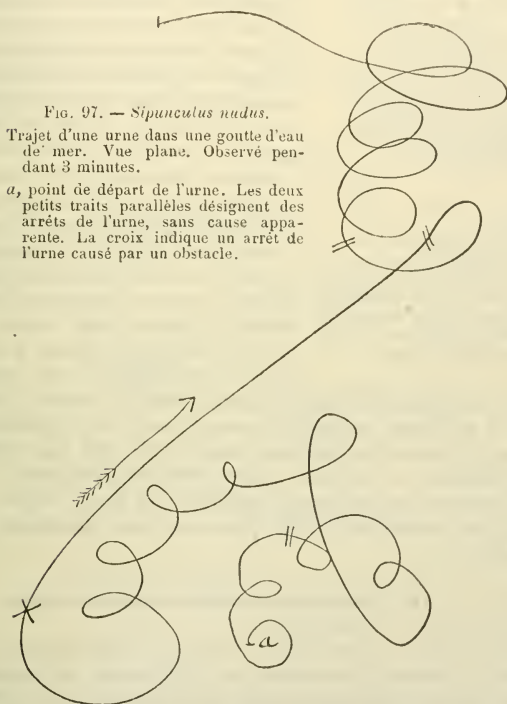 FIG. 97. — Sipunculus nudus.
Trajet d'une urne dans une goutte d'eau
de mer. Vue plane. Observé pen-
dant 3 minutes.
a, point de départ de l'urne. Les deux
petits traits parallèles désignent des
arrêts de l'urne, sans cause appa-
rente. La croix indique un arrêt de
l'urne causé par un obstacle.
a